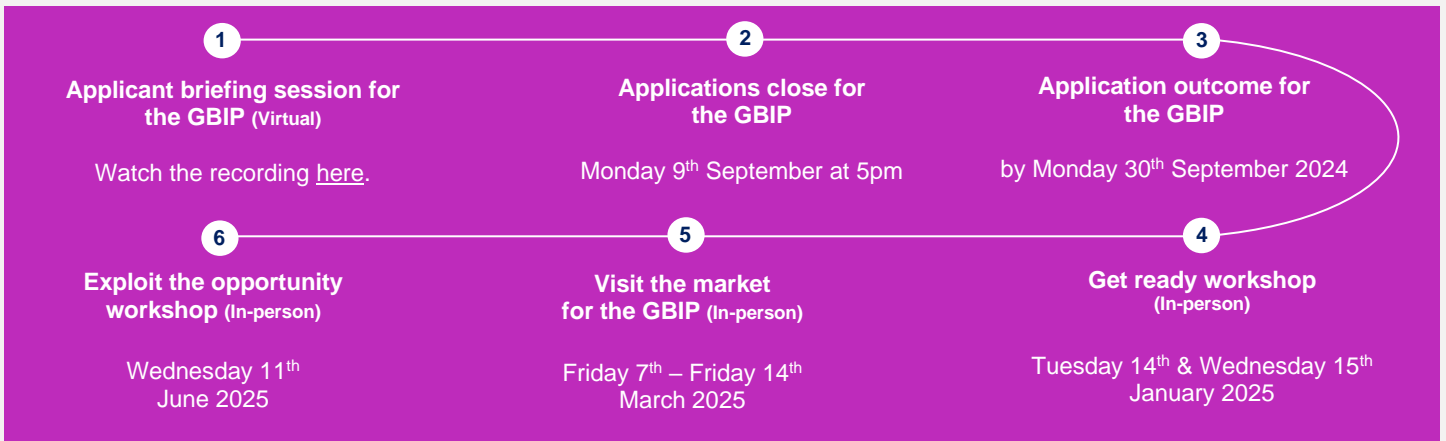 1
Applicant briefing session for
the GBIP (Virtual)
Watch the recording here.
2
Applications close for
the GBIP
Monday 9th September at 5pm
3
Application outcome for
the GBIP
by Monday 30th September 2024
4
Get ready workshop
(In-person)
Tuesday 14th & Wednesday 15th
January 2025
5
Visit the market
for the GBIP (In-person)
Friday 7th – Friday 14th
March 2025
6
Exploit the opportunity
workshop (In-person)
Wednesday 11th
June 2025